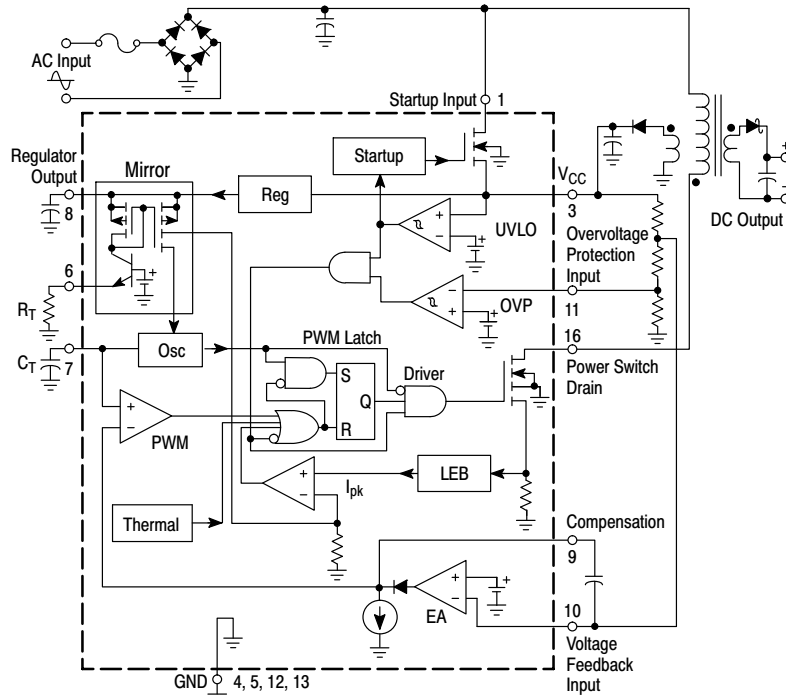 AC Input
Startup Input
1
Regulator
Output
8
Mirror
Startup
Reg
VCC
3
UVLO
DC Output
Overvoltage
Protection
Input
11
6
RT
OVP
16
Power Switch
Drain
CT
7
Osc
PWM Latch
Driver
S
Q
R
PWM
Ipk
LEB
Thermal
Compensation
9
EA
10
Voltage
Feedback
Input
GND
4, 5, 12, 13